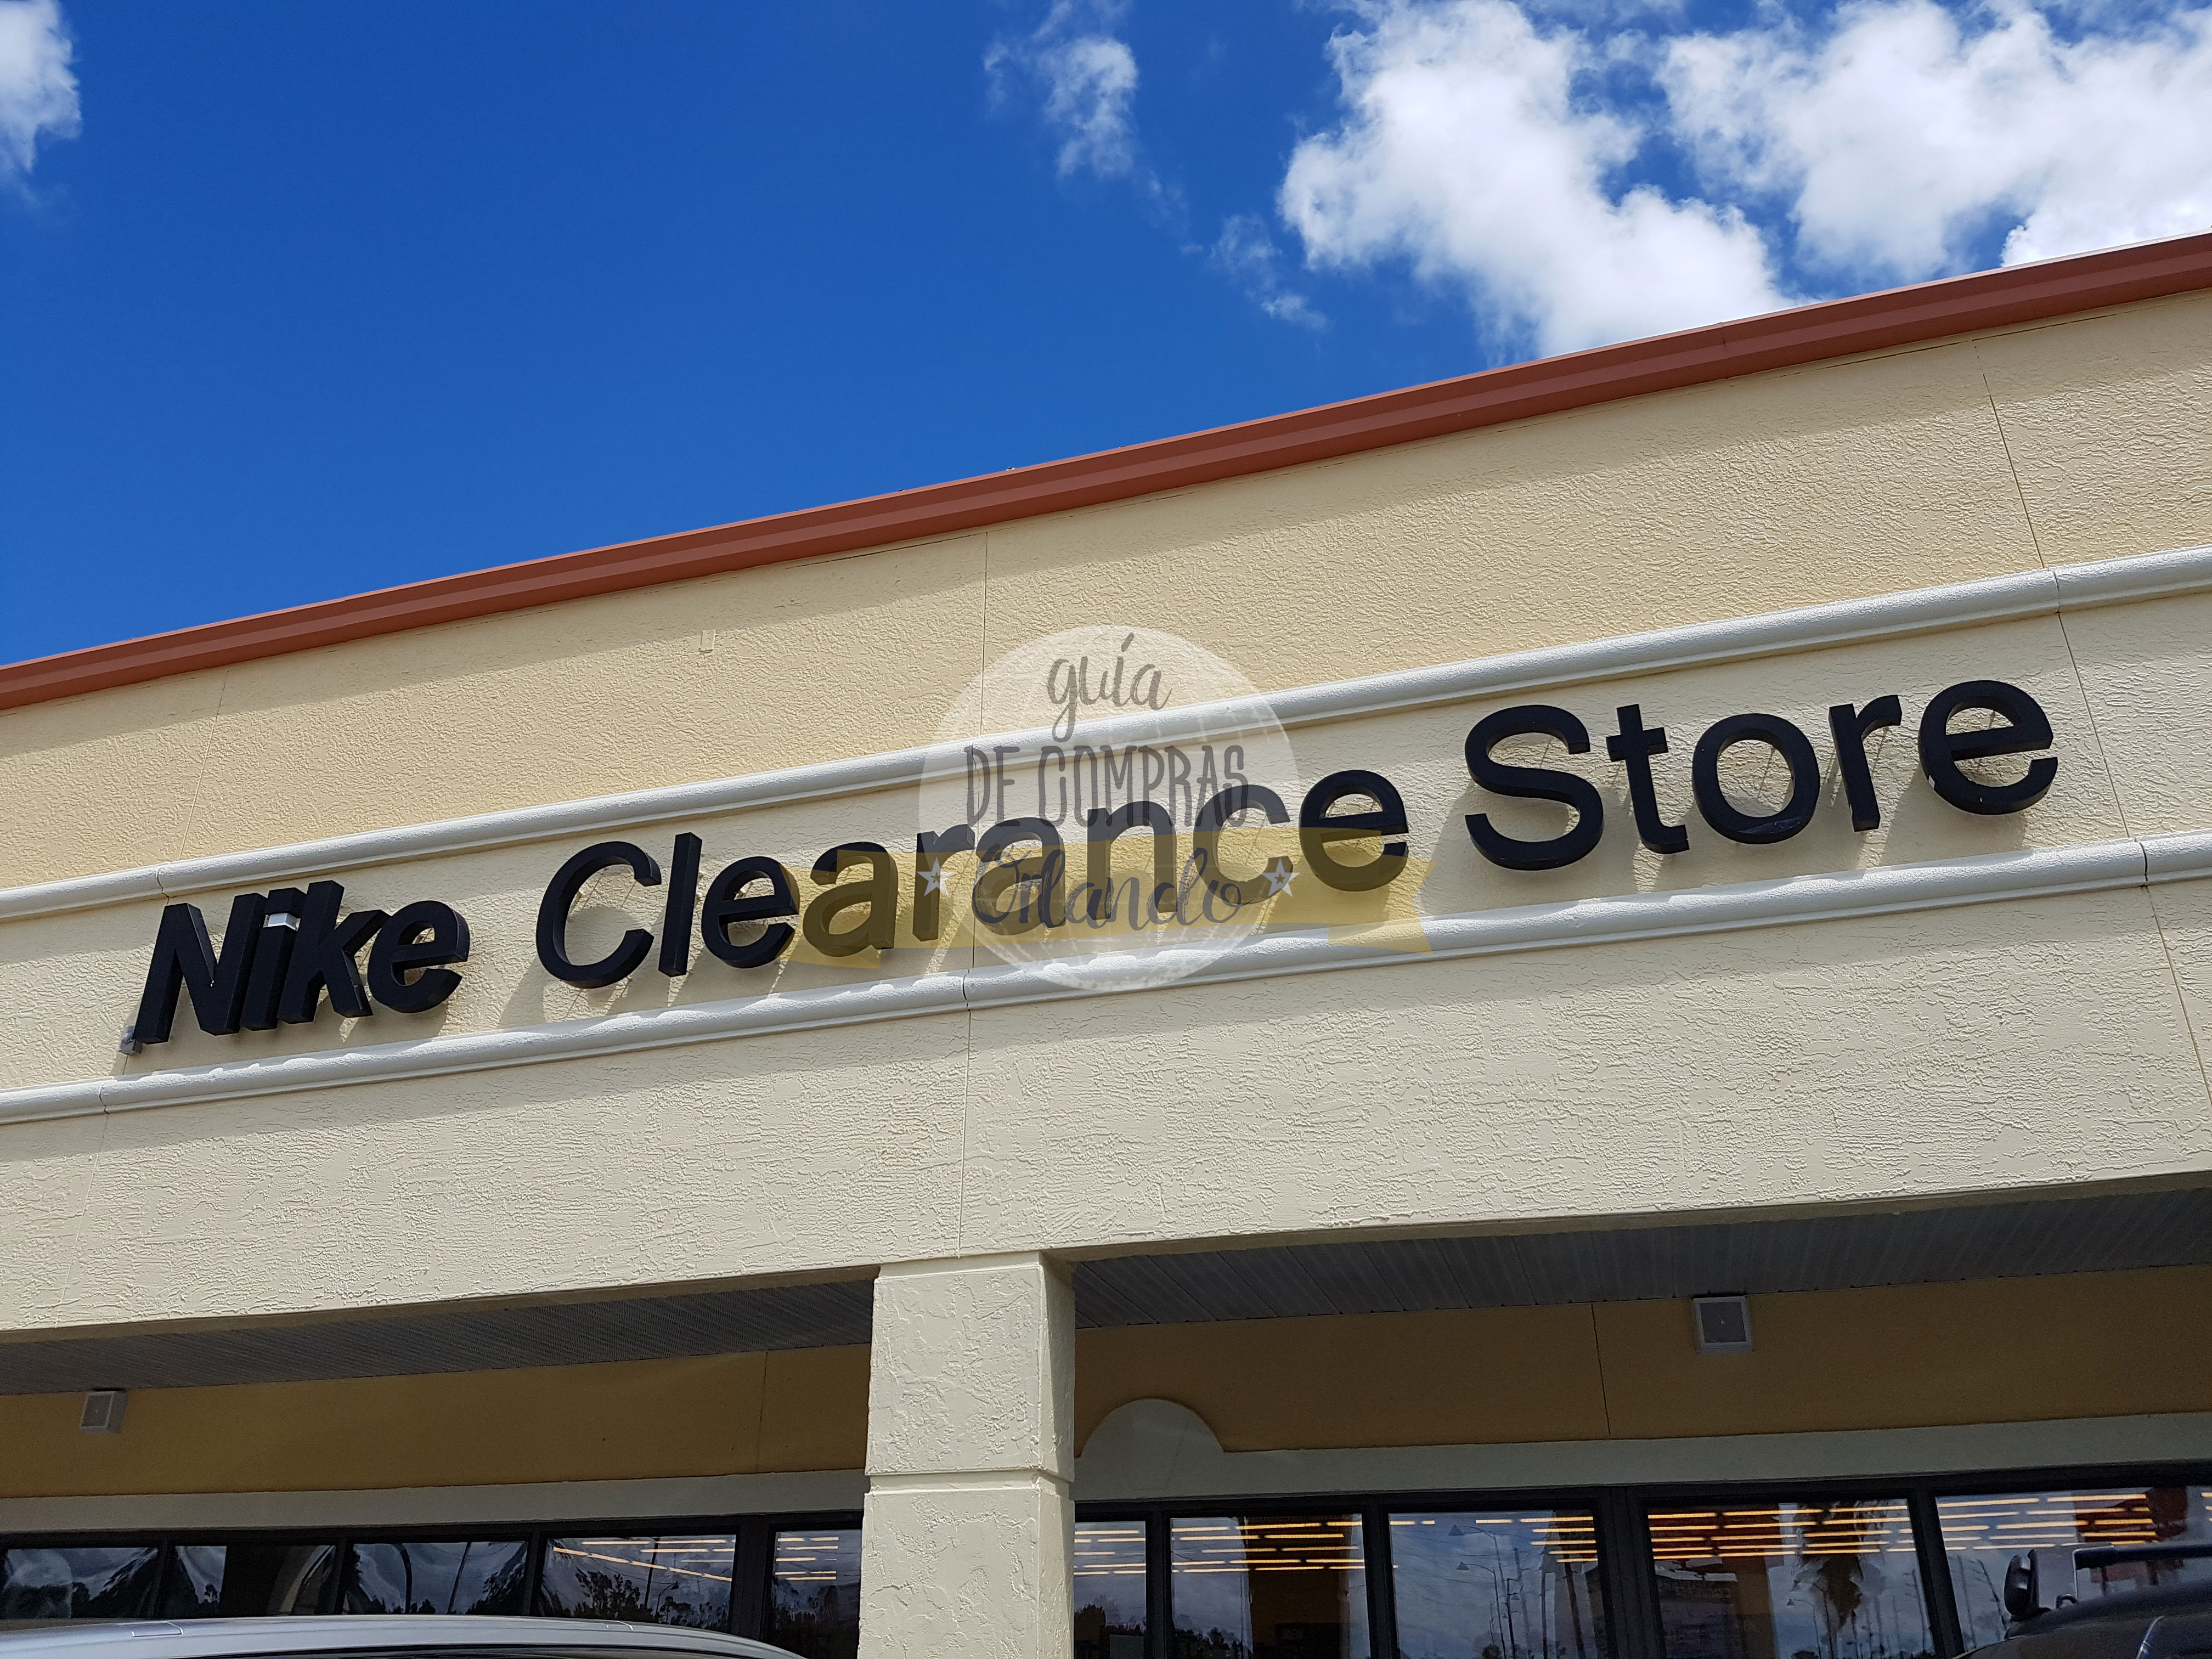 guía
DE COMPRAS
Orlando
Nike Clearance Store